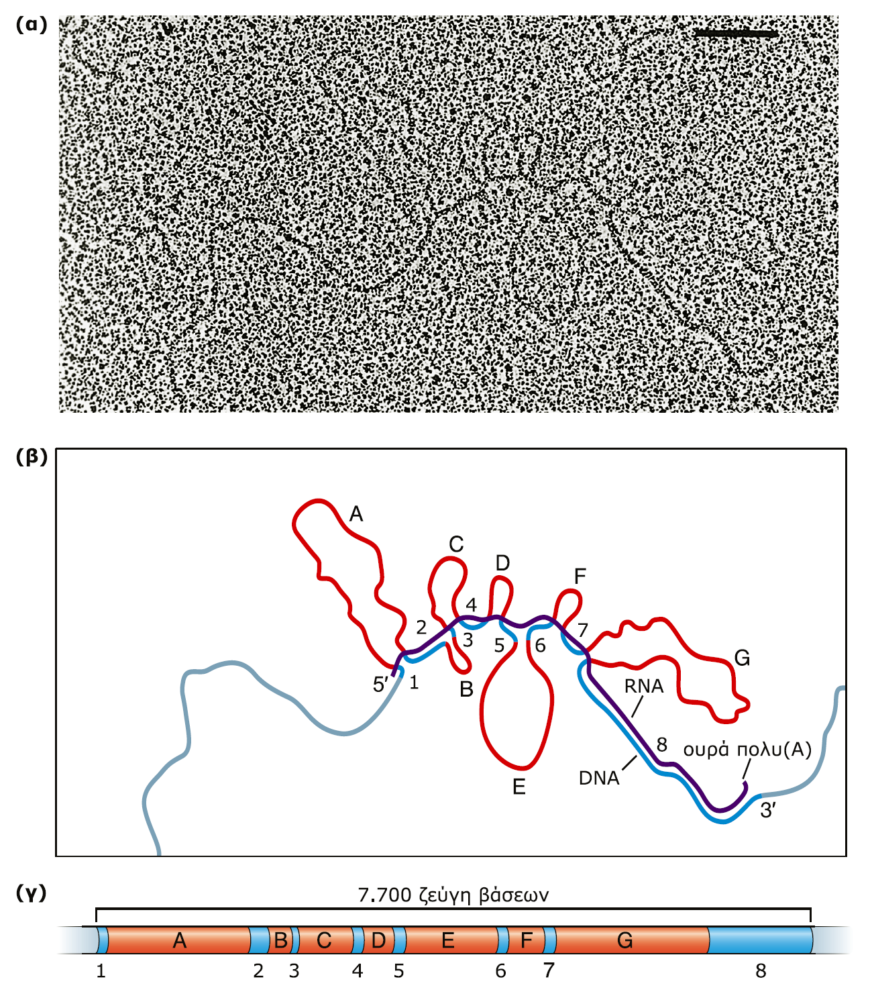 (α)
(β)
A
C
D
F
4
2
7
3
5
6
G
5′
1
B
RNA
8
ουρά πολυ(A)
DNA
E
3′
(γ)
7.700 ζεύγη βάσεων
A B C D E F G
1 2 3 4 5 6 7 8